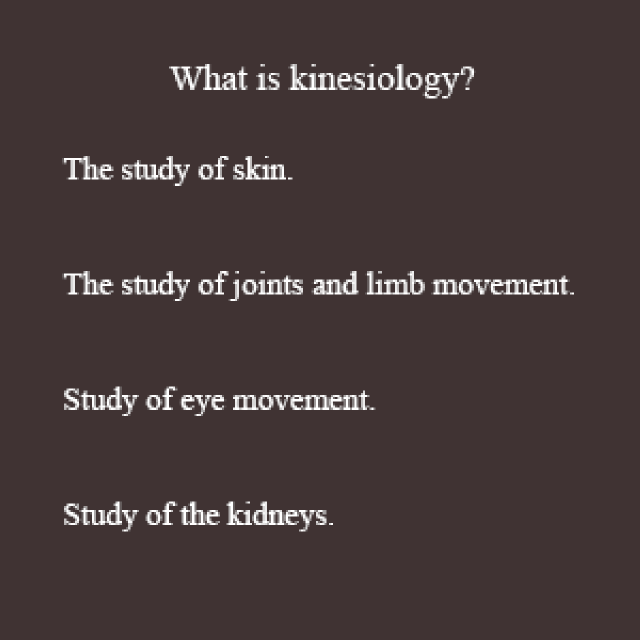 What is kinesiology?
The study of skin.
The study of joints and limb movement.
Study of eye movement.
Study of the kidneys.